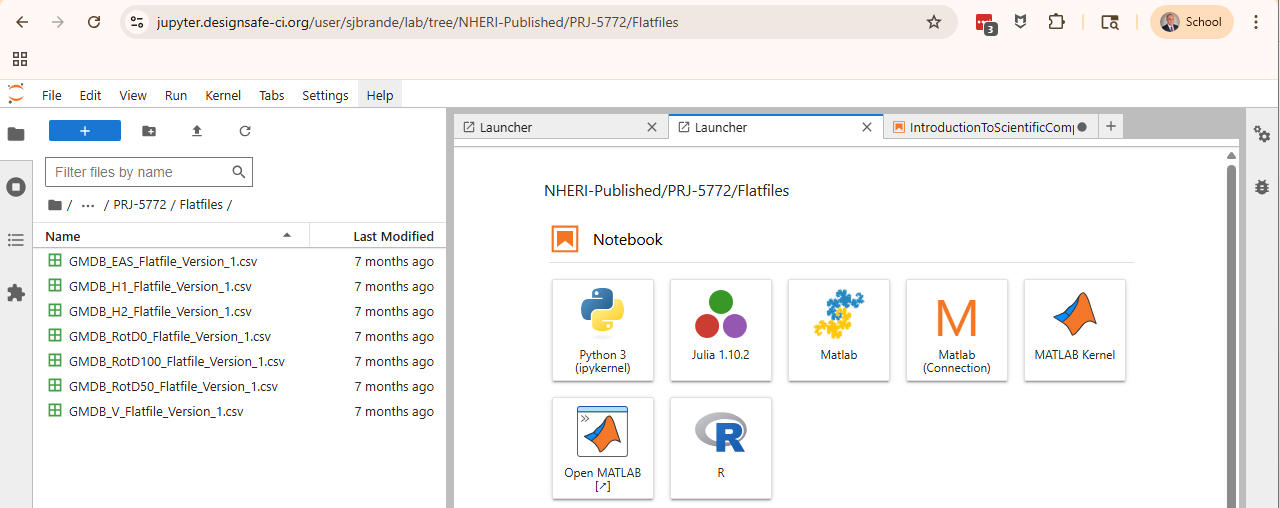 jupyter.designsafe-ci.org/user/sjbrande/lab/tree/NHERI-Published/PRJ-5772/Flatfiles
3
School
File Edit View Run Kernel Tabs Settings Help
+
Launcher
Launcher
IntroductionToScientificComp
+
Filter files by name
/ ··· / PRJ-5772 / Flatfiles /
Name Last Modified
GMDB_EAS_Flatfile_Version_1.csv 7 months ago
GMDB_H1_Flatfile_Version_1.csv 7 months ago
GMDB_H2_Flatfile_Version_1.csv 7 months ago
GMDB_RotD0_Flatfile_Version_1.csv 7 months ago
GMDB_RotD100_Flatfile_Version_1.csv 7 months ago
GMDB_RotD50_Flatfile_Version_1.csv 7 months ago
GMDB_V_Flatfile_Version_1.csv 7 months ago
NHERI-Published/PRJ-5772/Flatfiles
Notebook
Python 3
(ipykernel)
Julia 1.10.2
Matlab
M
Matlab
(Connection)
MATLAB Kernel
>>
Open MATLAB
[↗]
R
R